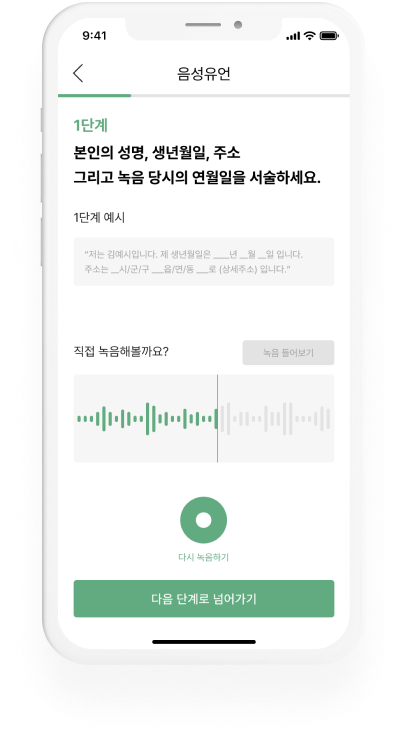 9:41
음성유언
1단계
본인의 성명, 생년월일, 주소
그리고 녹음 당시의 연월일을 서술하세요.
1단계 예시
“저는 김예시입니다. 제 생년월일은 ____년 __월 __일 입니다.
주소는 __시/군/구 ___읍/면/동 ___로 (상세주소) 입니다.”
직접 녹음해볼까요?
녹음 들어보기
다시 녹음하기
다음 단계로 넘어가기